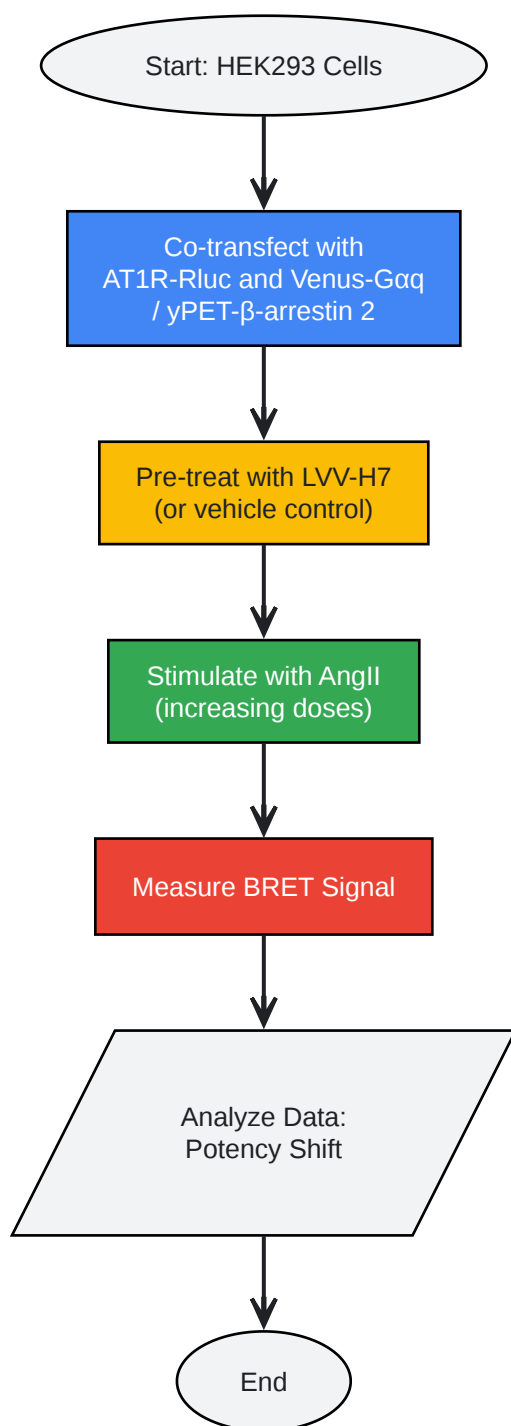 Start: HEK293 Cells
Co-transfect with
AT1R-Rluc and Venus-Gαq
/ yPET-β-arrestin 2
Pre-treat with LVV-H7
(or vehicle control)
Stimulate with AngII
(increasing doses)
Measure BRET Signal
Analyze Data:
Potency Shift
End